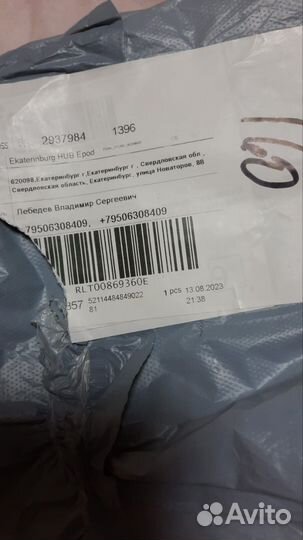 2937984 1396
Ekaterinburg HUB Epod
620098,Екатеринбург г,Екатеринбург г , Свердловская обл ,
Свердловская область, Екатеринбург, улица Новаторов, 8В
Лебедев Владимир Сергеевич
79506308409, +79506308409
RLT00869360E
357 52114484849022 1 pcs 13.08.2023
81 21:38
Avito